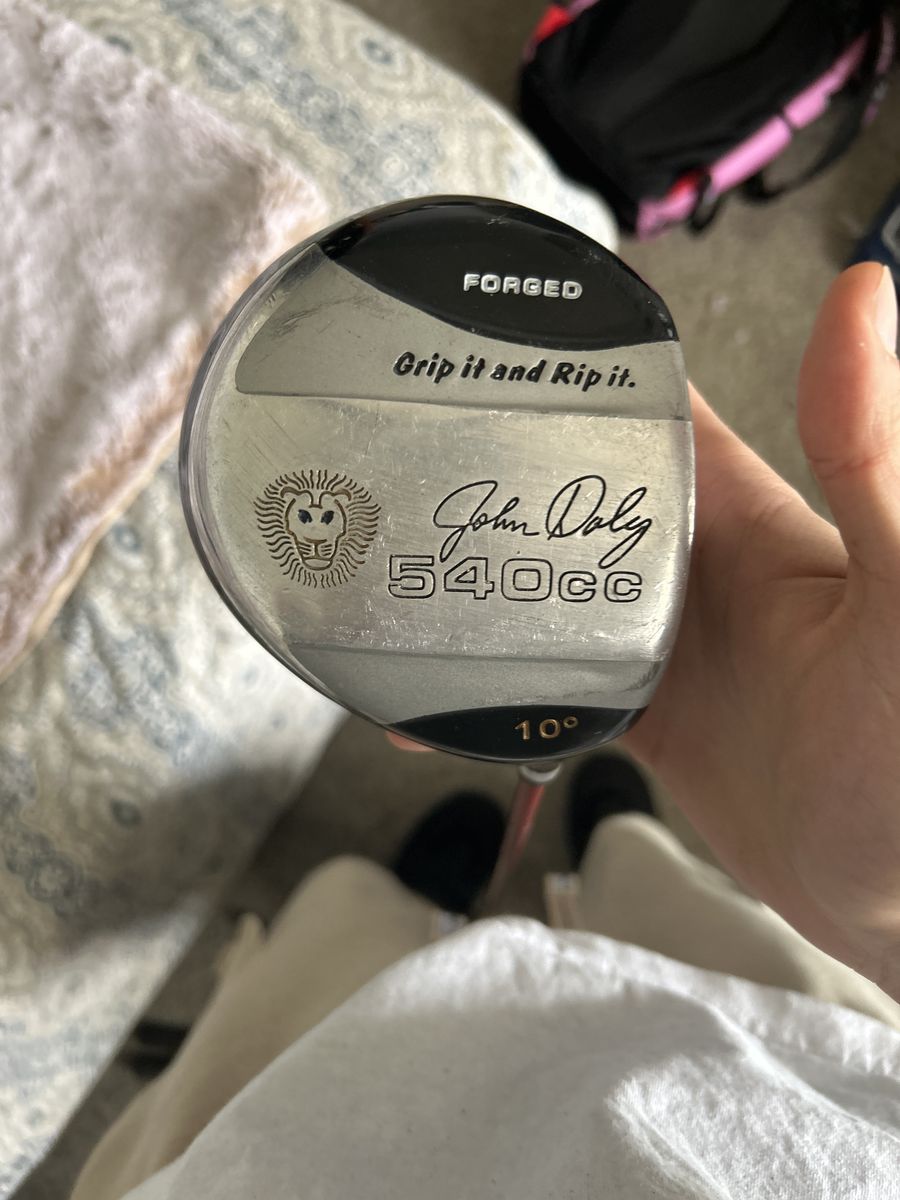 FORGED
Grip it and Rip it.
John Daly
540cc
10°